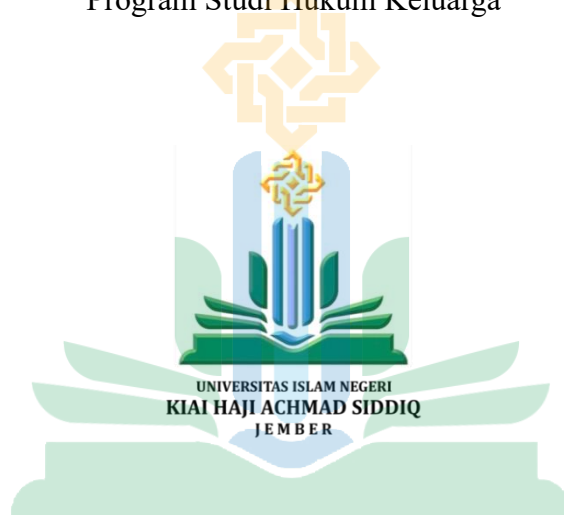 Program Studi Hukum Keluarga
UNIVERSITAS ISLAM NEGERI
KIAI HAJI ACHMAD SIDDIQ
JEMBER